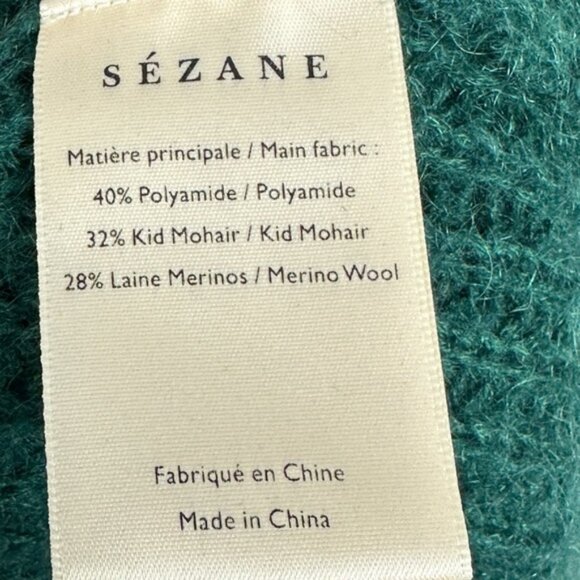 SÉZANE
Matière principale / Main fabric :
40% Polyamide / Polyamide
32% Kid Mohair / Kid Mohair
28% Laine Merinos / Merino Wool
Fabriqué en Chine
Made in China